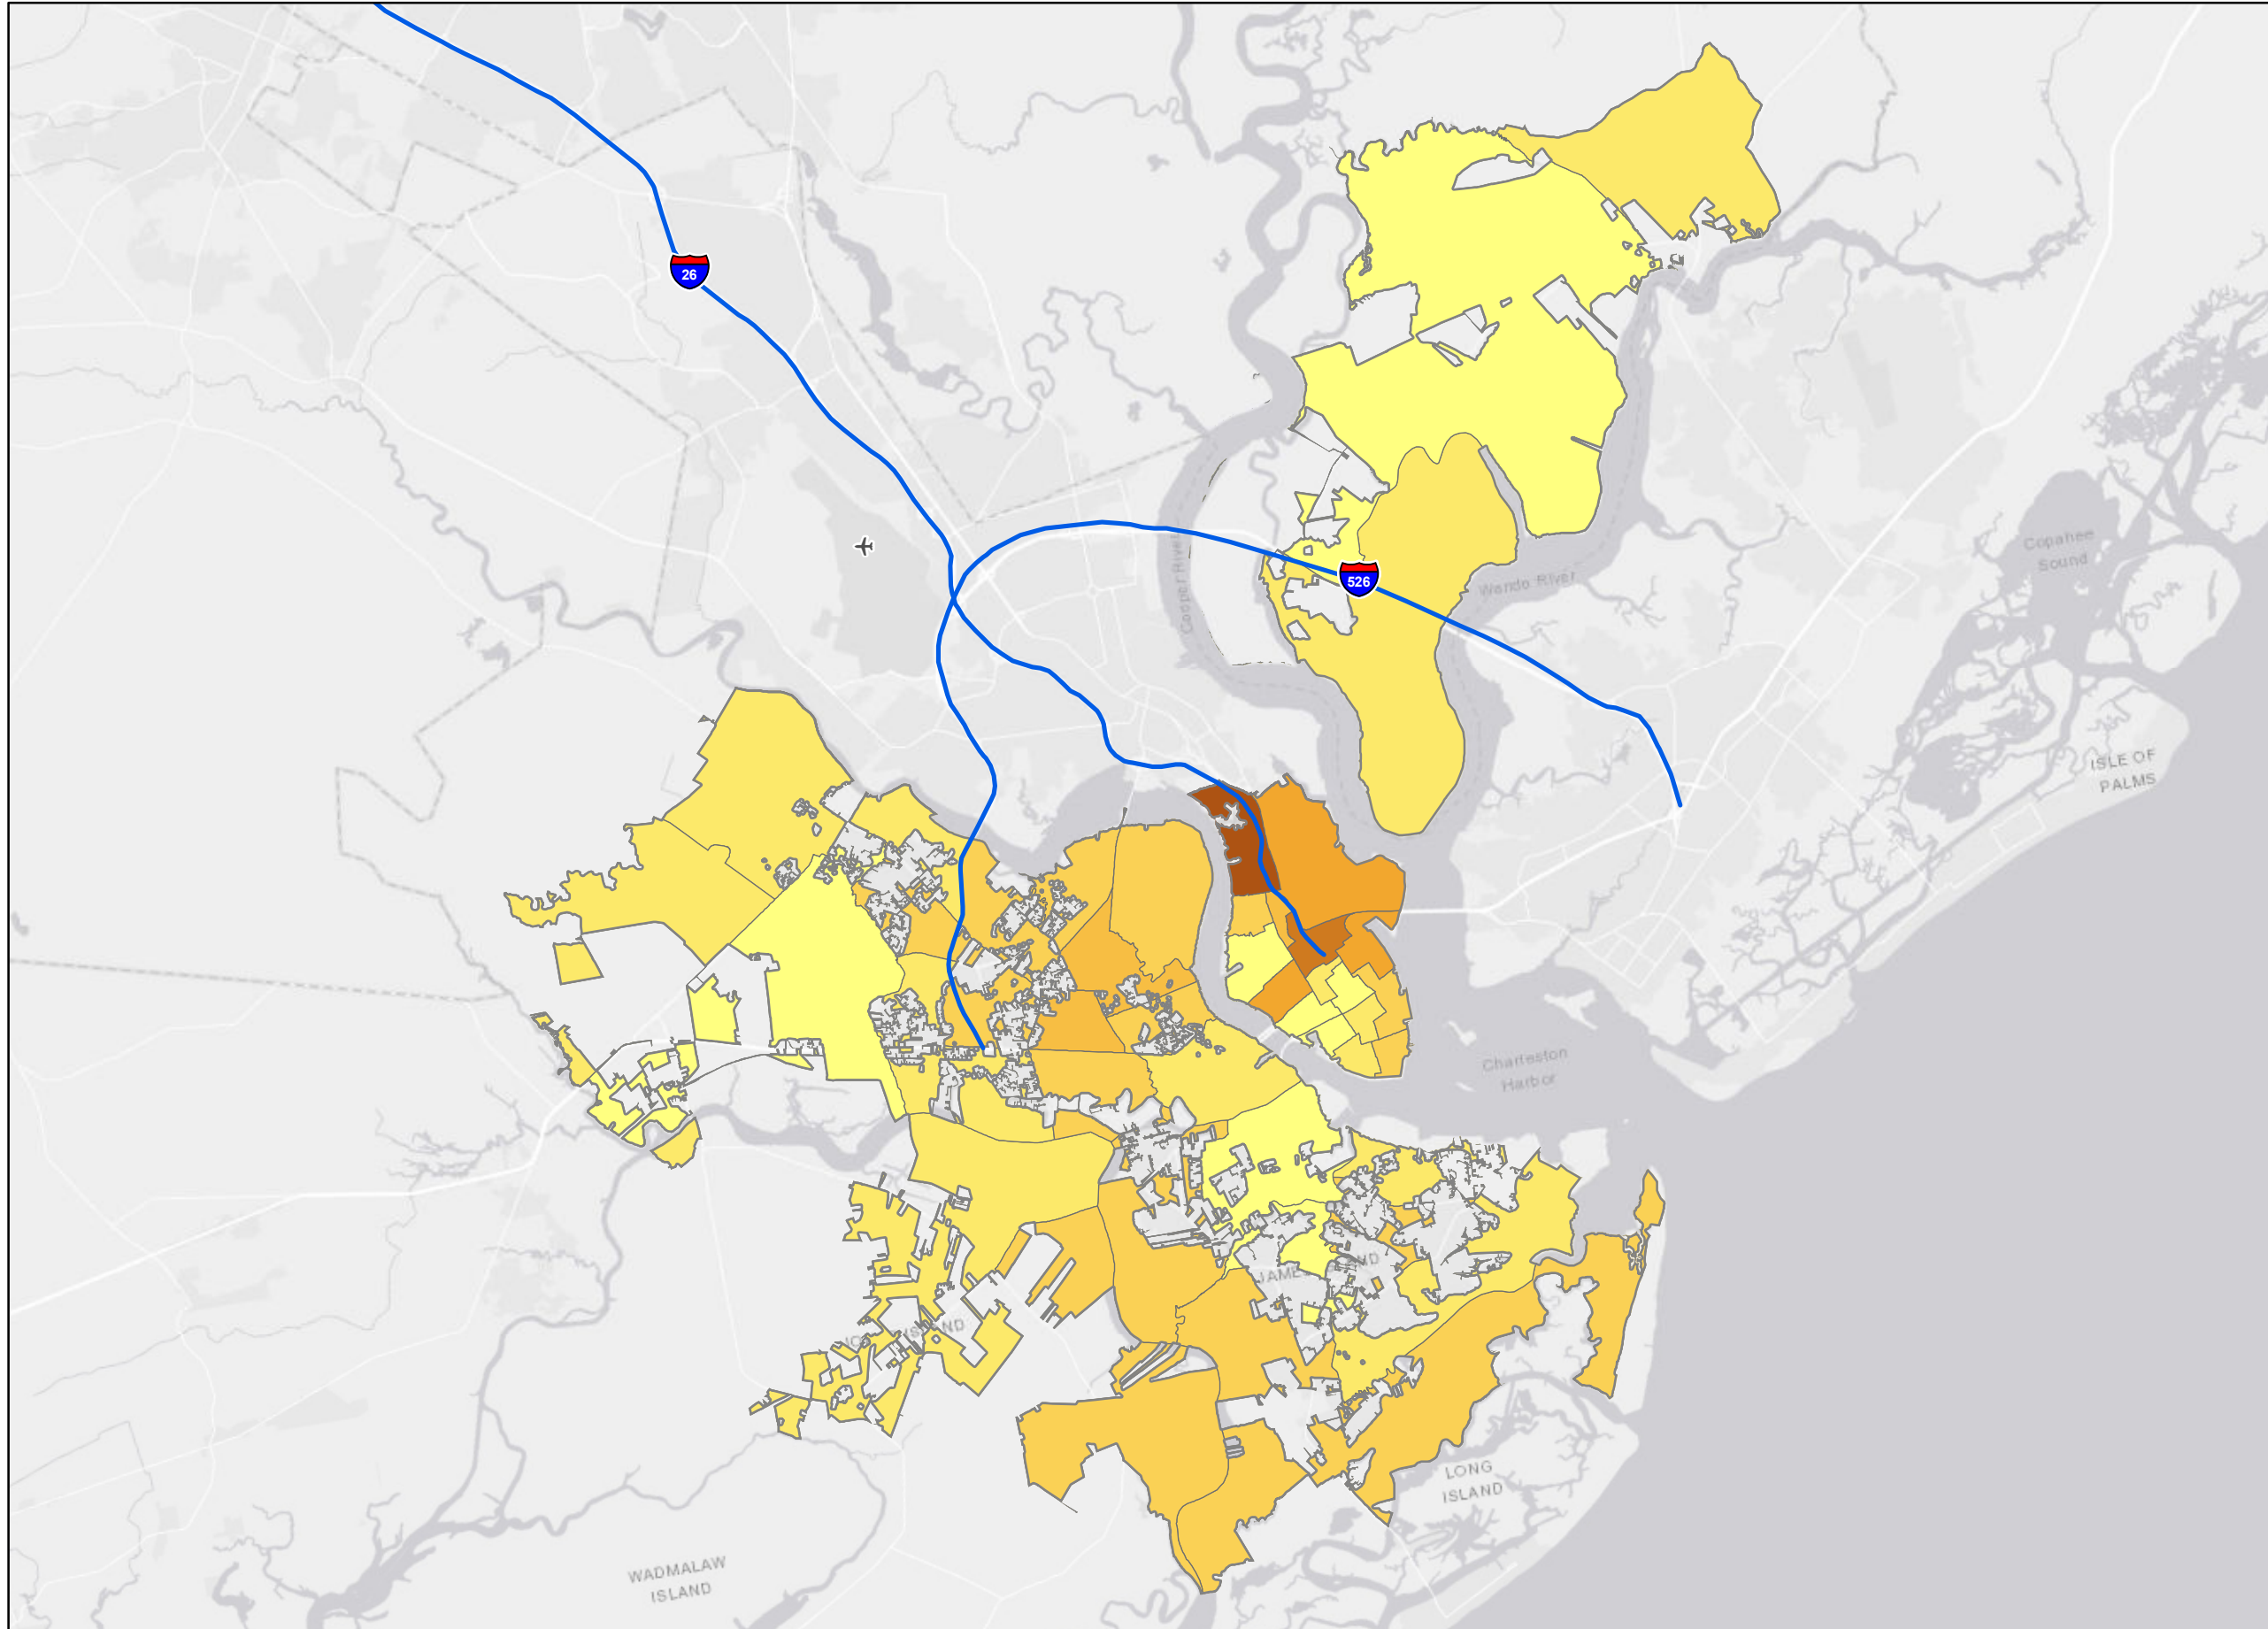 26
Copahee
Sound
526
Wando River
Cooper River
ISLE OF
PALMS
Charleston
Harbor
LONG
ISLAND
WADMALAW
ISLAND